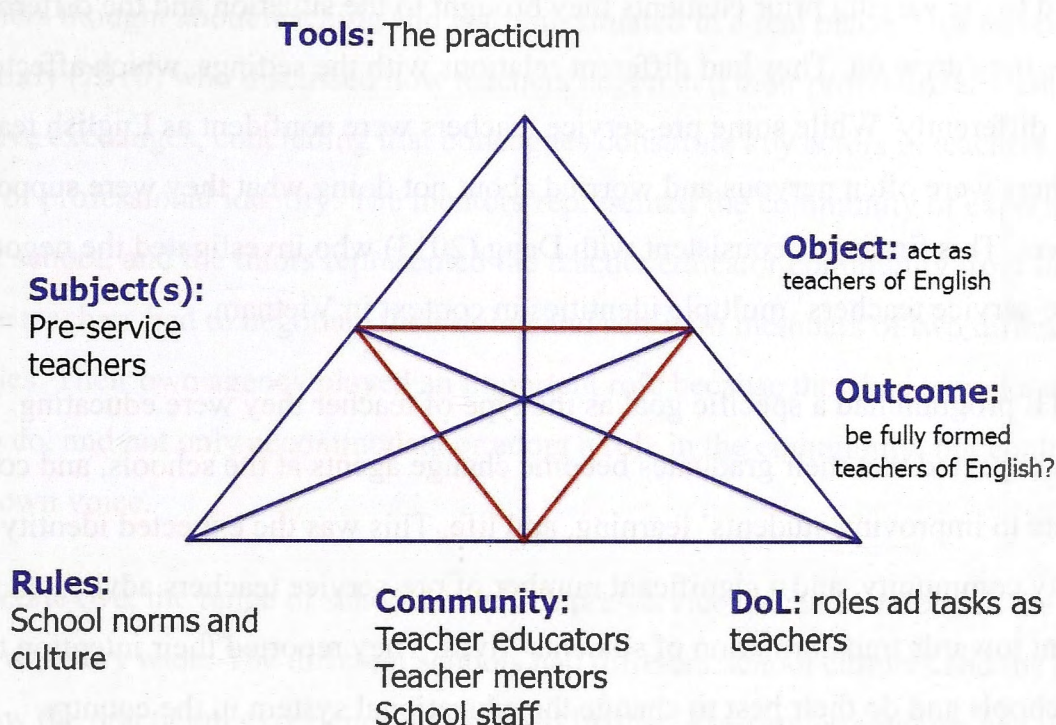 Tools: The practicum
Object: act as
teachers of English
Subject(s):
Pre-service
teachers
Outcome:
be fully formed
teachers of English?
Rules:
School norms and
culture
Community:
Teacher educators
Teacher mentors
School staff
DoL: roles ad tasks as
teachers